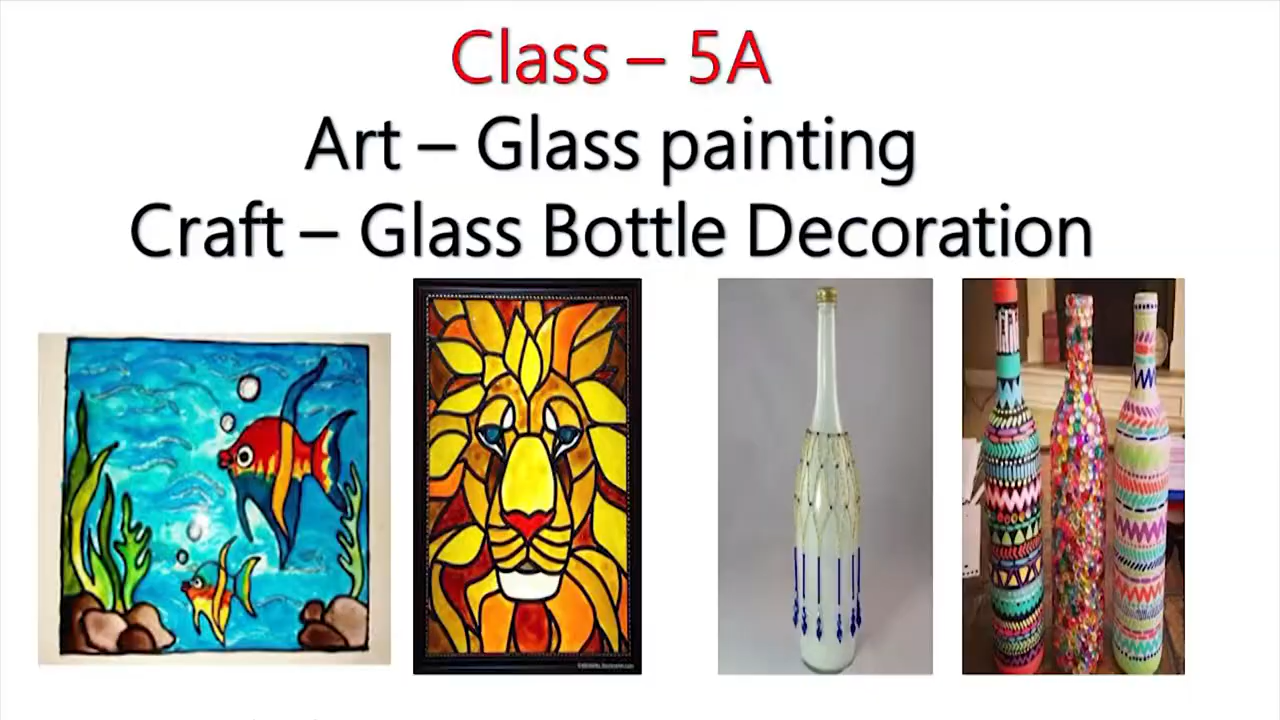 Class – 5A
Art – Glass painting
Craft – Glass Bottle Decoration